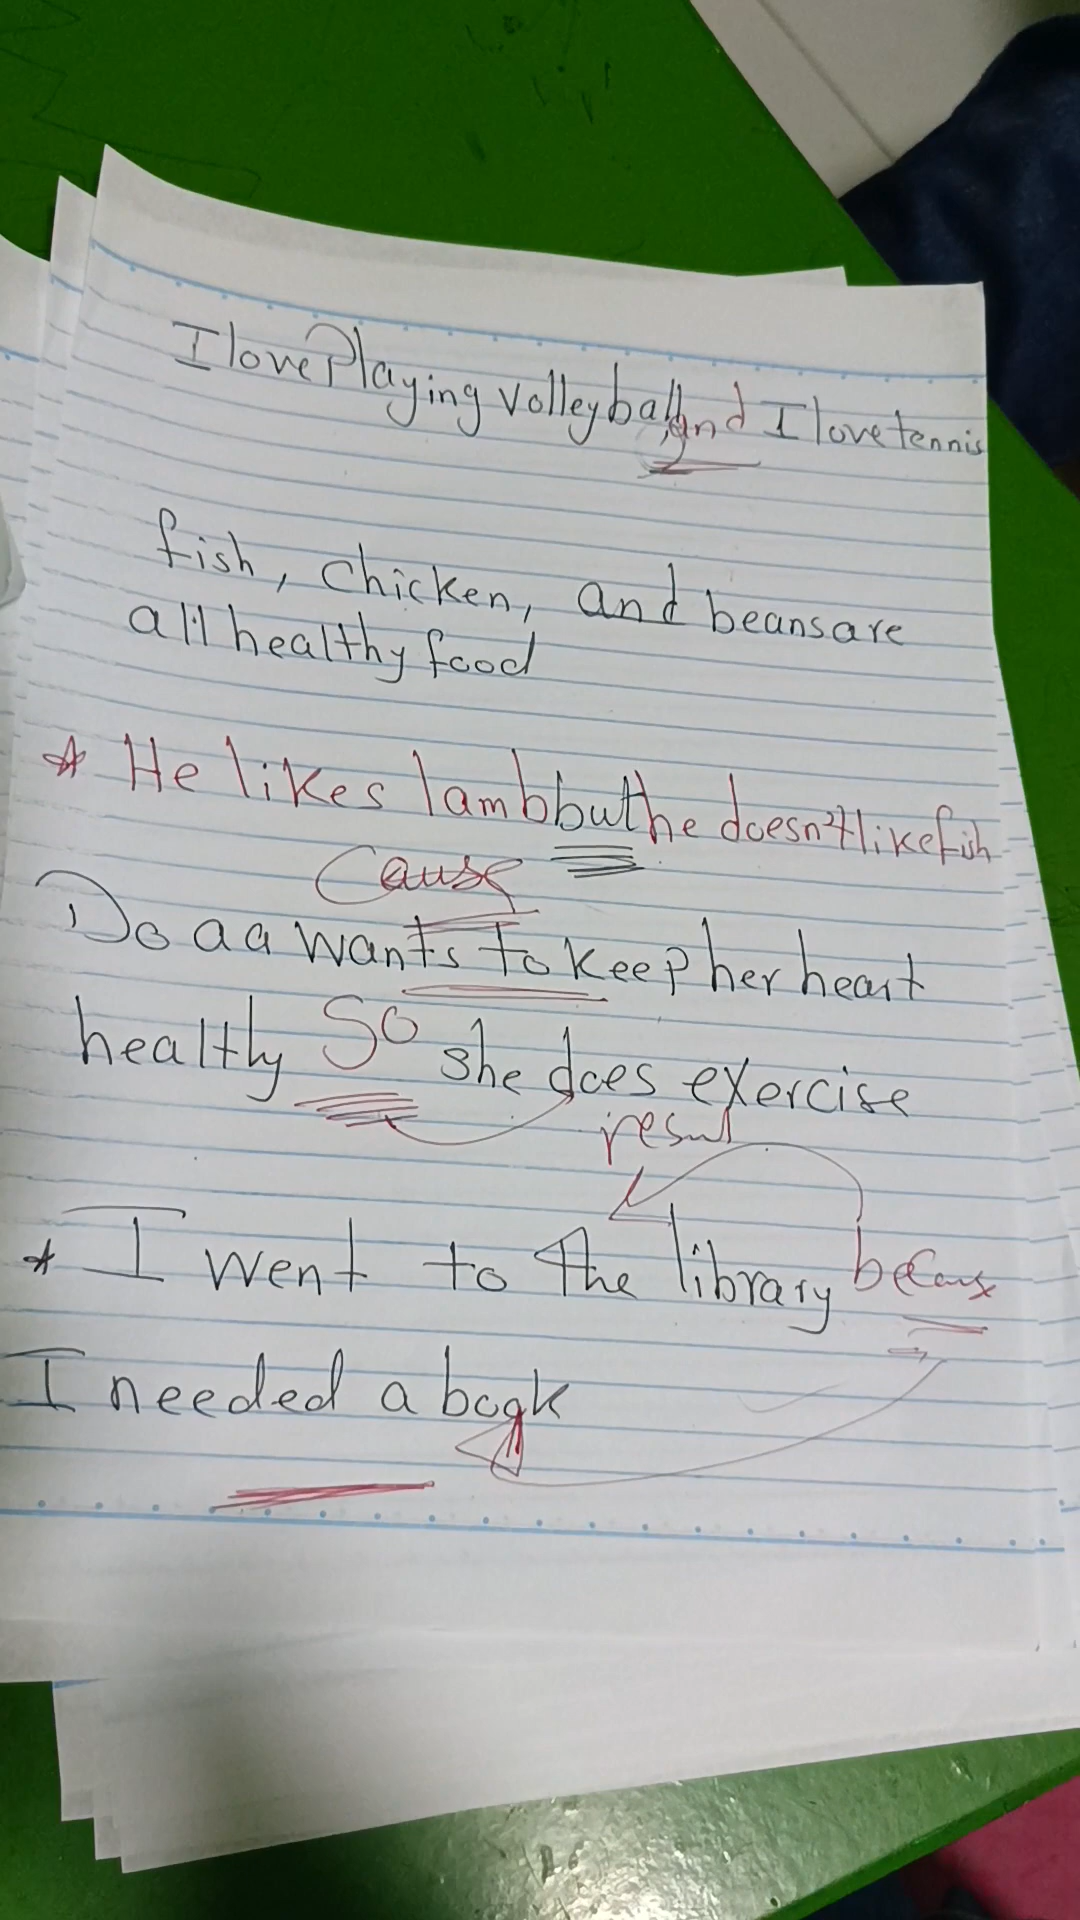 I love Playing volleyball, and I love tennis
fish, chicken, and beans are
all healthy food
* He likes lamb but he doesn't like fish
Cause
Doaa wants to keep her heart
healthy So she does exercise
resul
* I went to the library becaus
I needed a book